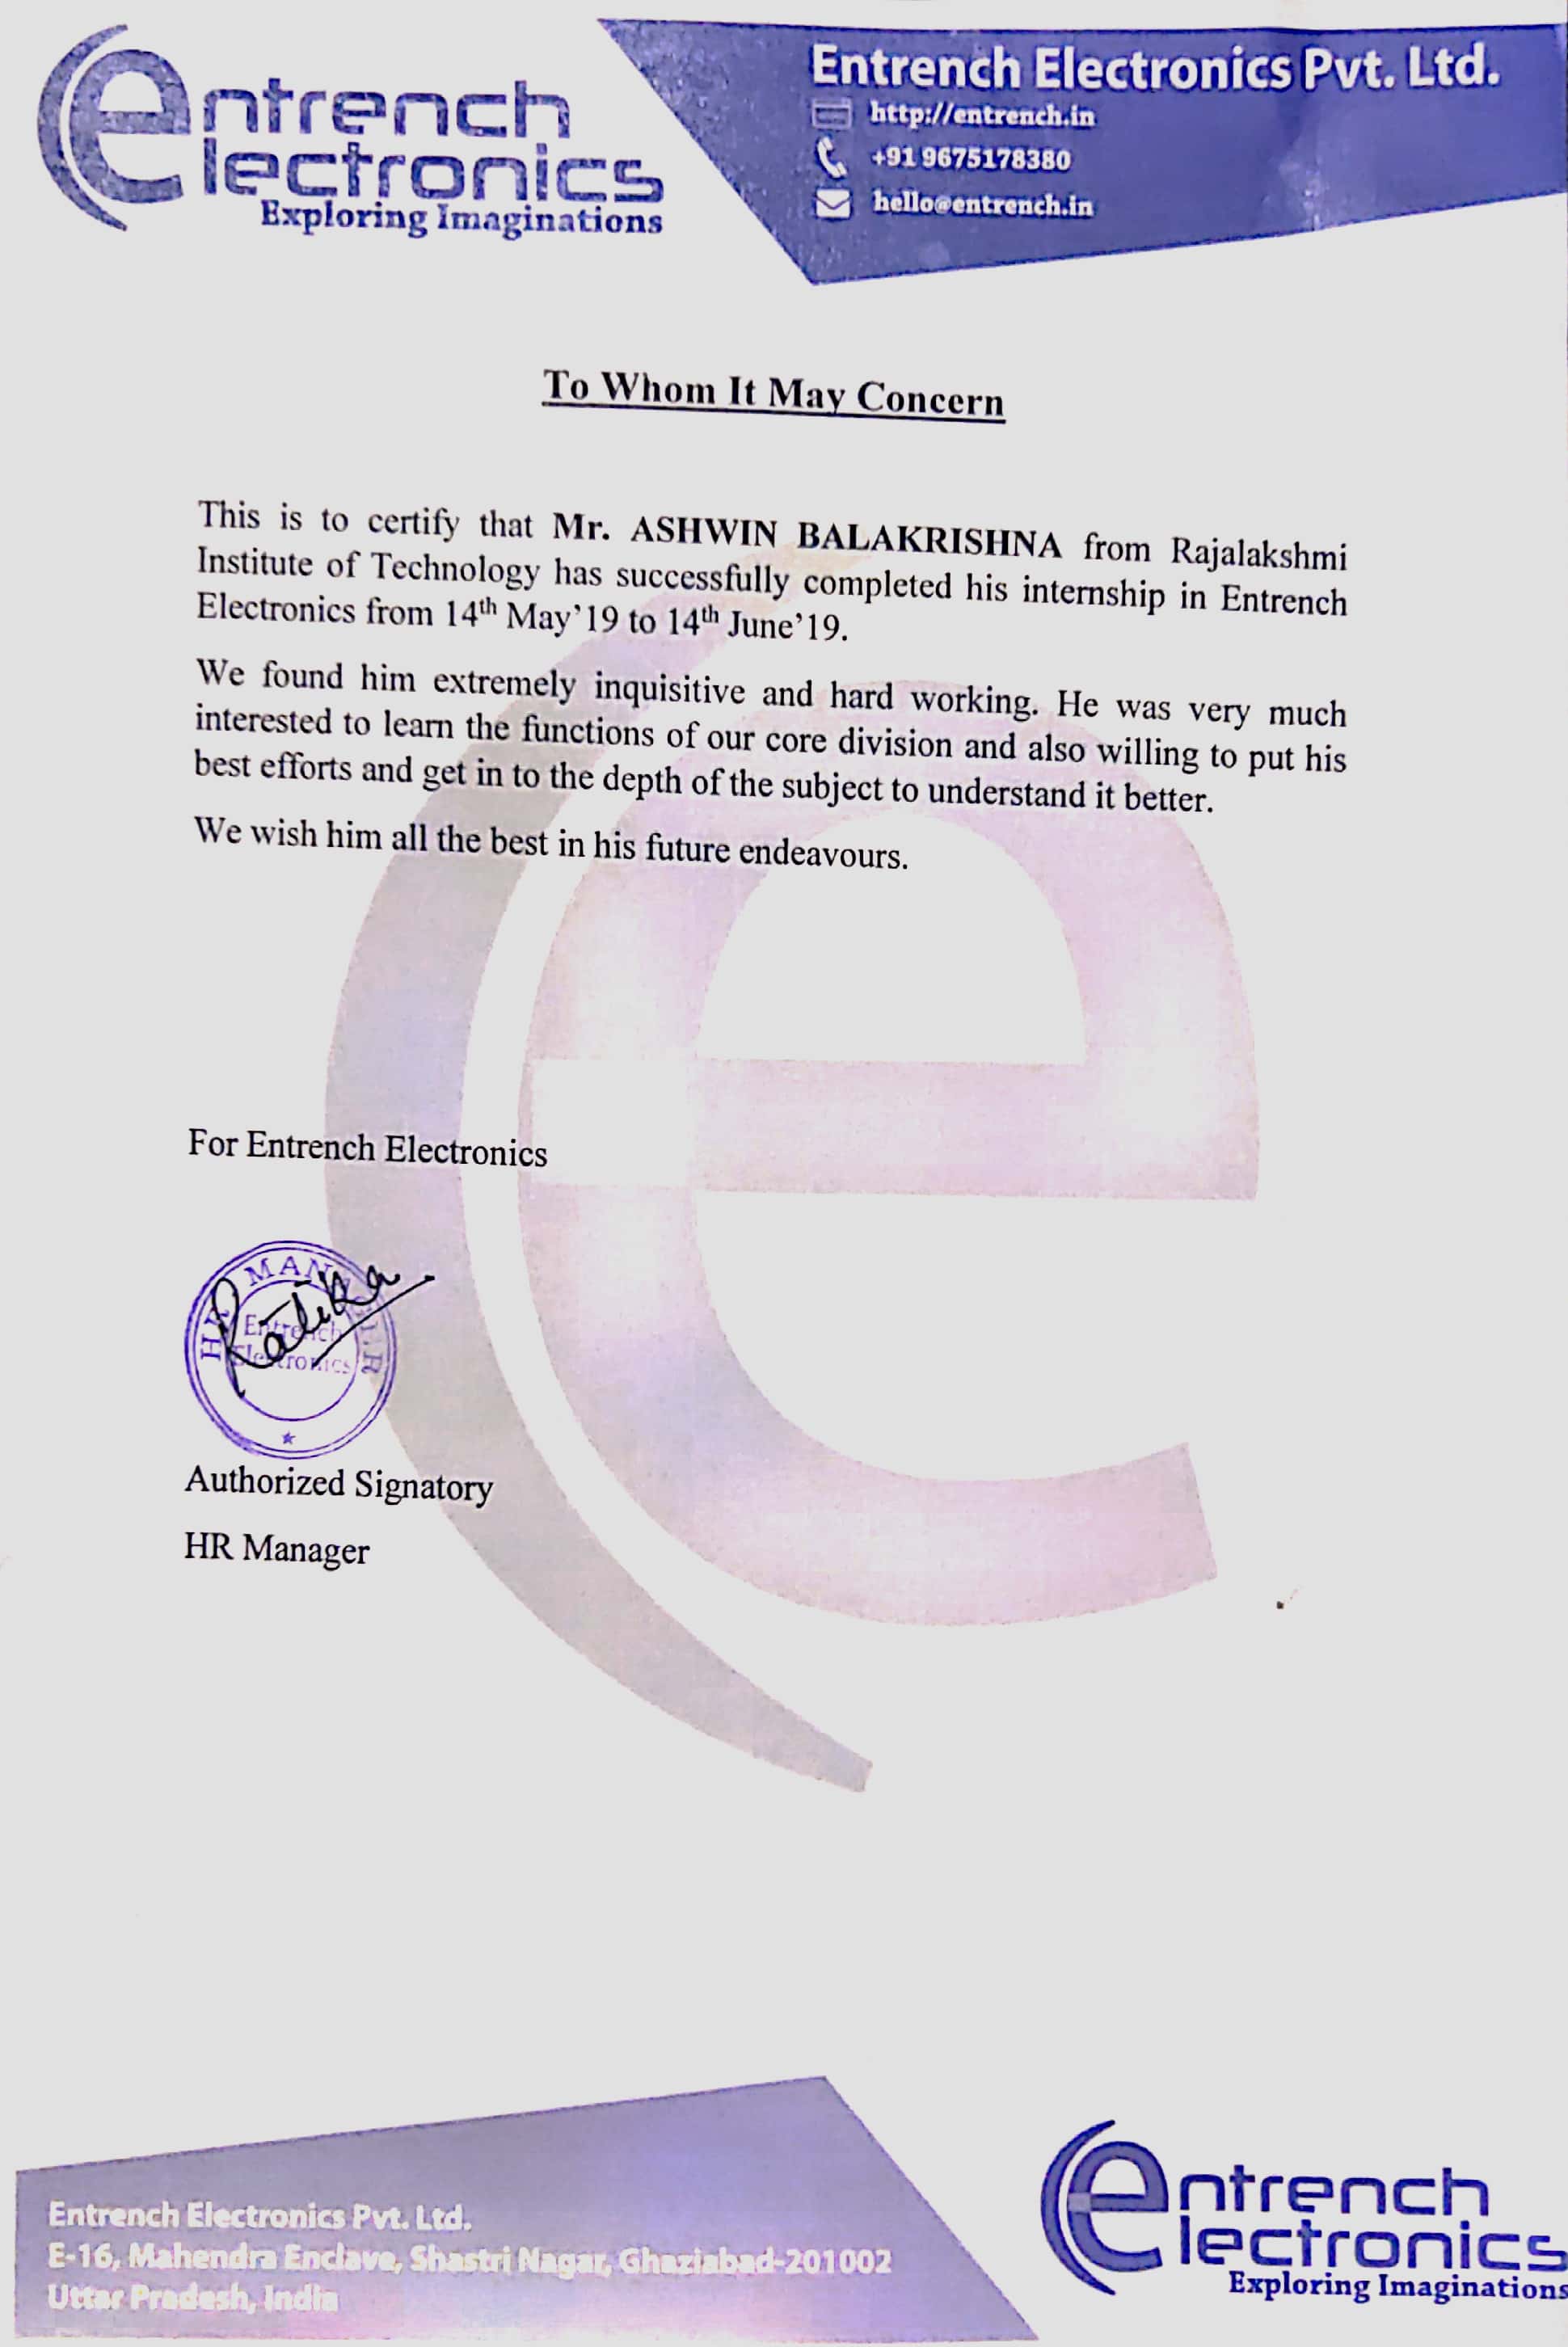 entrench
electronics
Exploring Imaginations
Entrench Electronics Pvt. Ltd.
http://entrench.in
+91 9675178380
hello@entrench.in
To Whom It May Concern
This is to certify that Mr. ASHWIN BALAKRISHNA from Rajalakshmi
Institute of Technology has successfully completed his internship in Entrench
Electronics from 14th May'19 to 14th June'19.
We found him extremely inquisitive and hard working. He was very much
interested to learn the functions of our core division and also willing to put his
best efforts and get in to the depth of the subject to understand it better.
We wish him all the best in his future endeavours.
For Entrench Electronics
HR MANAGER
Entrench
Electronics
Authorized Signatory
HR Manager
Entrench Electronics Pvt. Ltd.
E-16, Mahendra Enclave, Shastri Nagar, Ghaziabad-201002
Uttar Pradesh, India
entrench
electronics
Exploring Imaginations